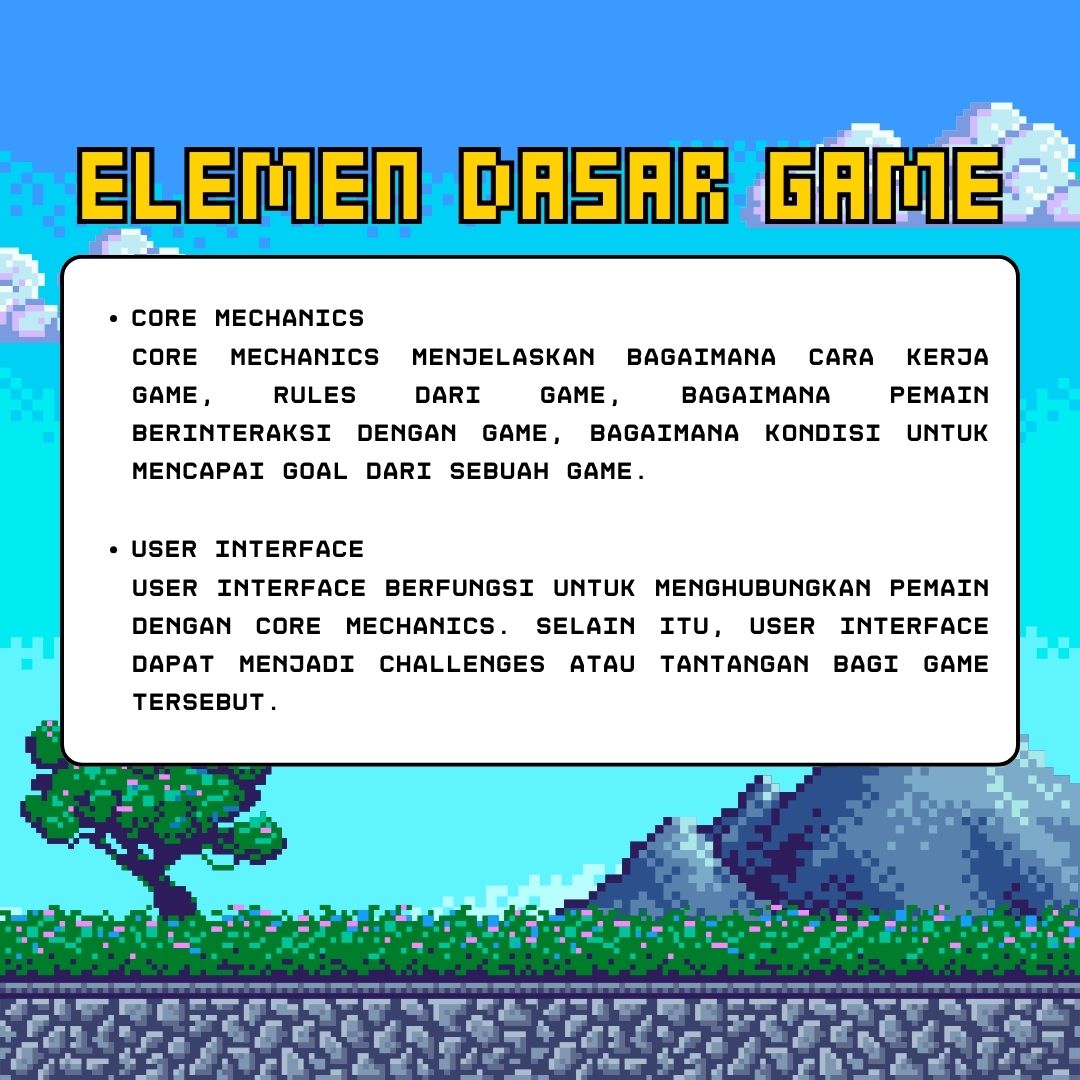 ELEMEN DASAR GAME
• CORE MECHANICS
CORE MECHANICS MENJELASKAN BAGAIMANA CARA KERJA
GAME, RULES DARI GAME, BAGAIMANA PEMAIN
BERINTERAKSI DENGAN GAME, BAGAIMANA KONDISI UNTUK
MENCAPAI GOAL DARI SEBUAH GAME.
• USER INTERFACE
USER INTERFACE BERFUNGSI UNTUK MENGHUBUNGKAN PEMAIN
DENGAN CORE MECHANICS. SELAIN ITU, USER INTERFACE
DAPAT MENJADI CHALLENGES ATAU TANTANGAN BAGI GAME
TERSEBUT.